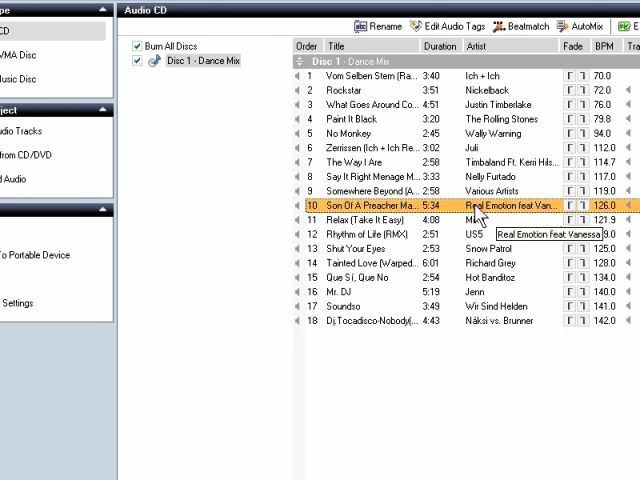 pe
Audio CD
CD
VMA Disc
usic Disc
ject
udio Tracks
from CD/DVD
d Audio
To Portable Device
Settings
Rename Edit Audio Tags Beatmatch AutoMix E
Burn All Discs
Disc 1 - Dance Mix
Order Title Duration Artist Fade BPM Tra
Disc 1 - Dance Mix
1 Vom Selben Stern (Ra... 3:40 Ich + Ich 70.0
2 Rockstar 3:51 Nickelback 72.0
3 What Goes Around Co... 4:51 Justin Timberlake 76.0
4 Paint It Black 3:20 The Rolling Stones 79.8
5 No Monkey 2:45 Wally Warning 94.0
6 Zerrissen (Ich + Ich Re... 3:02 Juli 112.0
7 The Way I Are 2:58 Timbaland Ft. Kerri Hils... 114.7
8 Say It Right Menage M... 3:33 Nelly Furtado 117.0
9 Somewhere Beyond (A... 2:58 Various Artists 119.0
10 Son Of A Preacher Ma... 5:34 Real Emotion feat Van... 126.0
11 Relax (Take It Easy) 4:08 121.9
12 Rhythm of Life (RMX) 2:51 US5 Real Emotion feat Vanessa 9.0
13 Shut Your Eyes 2:53 Snow Patrol 125.0
14 Tainted Love (Warped... 6:01 Richard Grey 128.0
15 Que Sí, Que No 2:54 Hot Banditoz 134.0
16 Mr. DJ 5:19 Jenn 140.0
17 Soundso 3:49 Wir Sind Helden 141.0
18 Dj.Tocadisco-Nobody(... 4:43 Náksi vs. Brunner 142.0